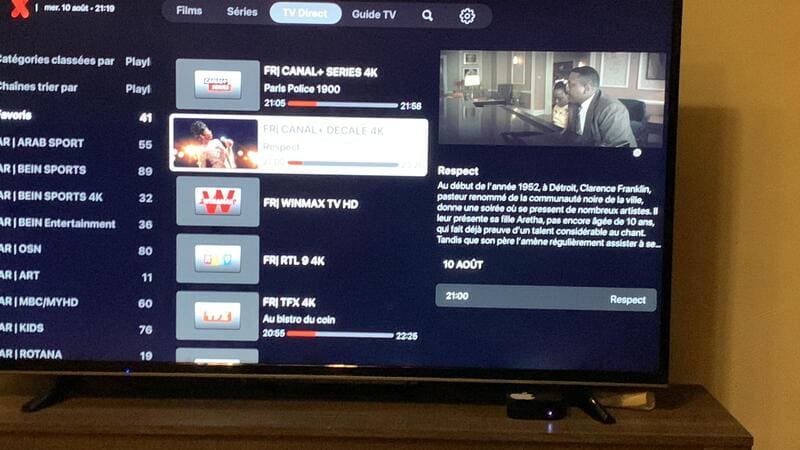 mer. 10 août • 21:19
Films
Séries
TV Direct
Guide TV
Catégories classées par Playl
Chaînes trier par Playl
Favoris 41
AR | ARAB SPORT 55
AR | BEIN SPORTS 89
AR | BEIN SPORTS 4K 32
AR | BEIN Entertainment 36
AR | OSN 80
AR | ART 11
AR | MBC/MYHD 60
AR | KIDS 76
AR | ROTANA 19
FR| CANAL+ SERIES 4K
Paris Police 1900
21:05 21:58
FR| CANAL+ DECALE 4K
Respect
21:00
FR| WINMAX TV HD
FR| RTL 9 4K
FR| TFX 4K
Au bistro du coin
20:55 22:25
Respect
Au début de l'année 1952, à Détroit, Clarence Franklin,
pasteur renommé de la communauté noire de la ville,
donne une soirée où se pressent de nombreux artistes. Il
leur présente sa fille Aretha, pas encore âgée de 10 ans,
qui fait déjà preuve d'un talent considérable au chant.
Tandis que son père l'amène régulièrement assister à se...
10 AOÛT
21:00 Respect